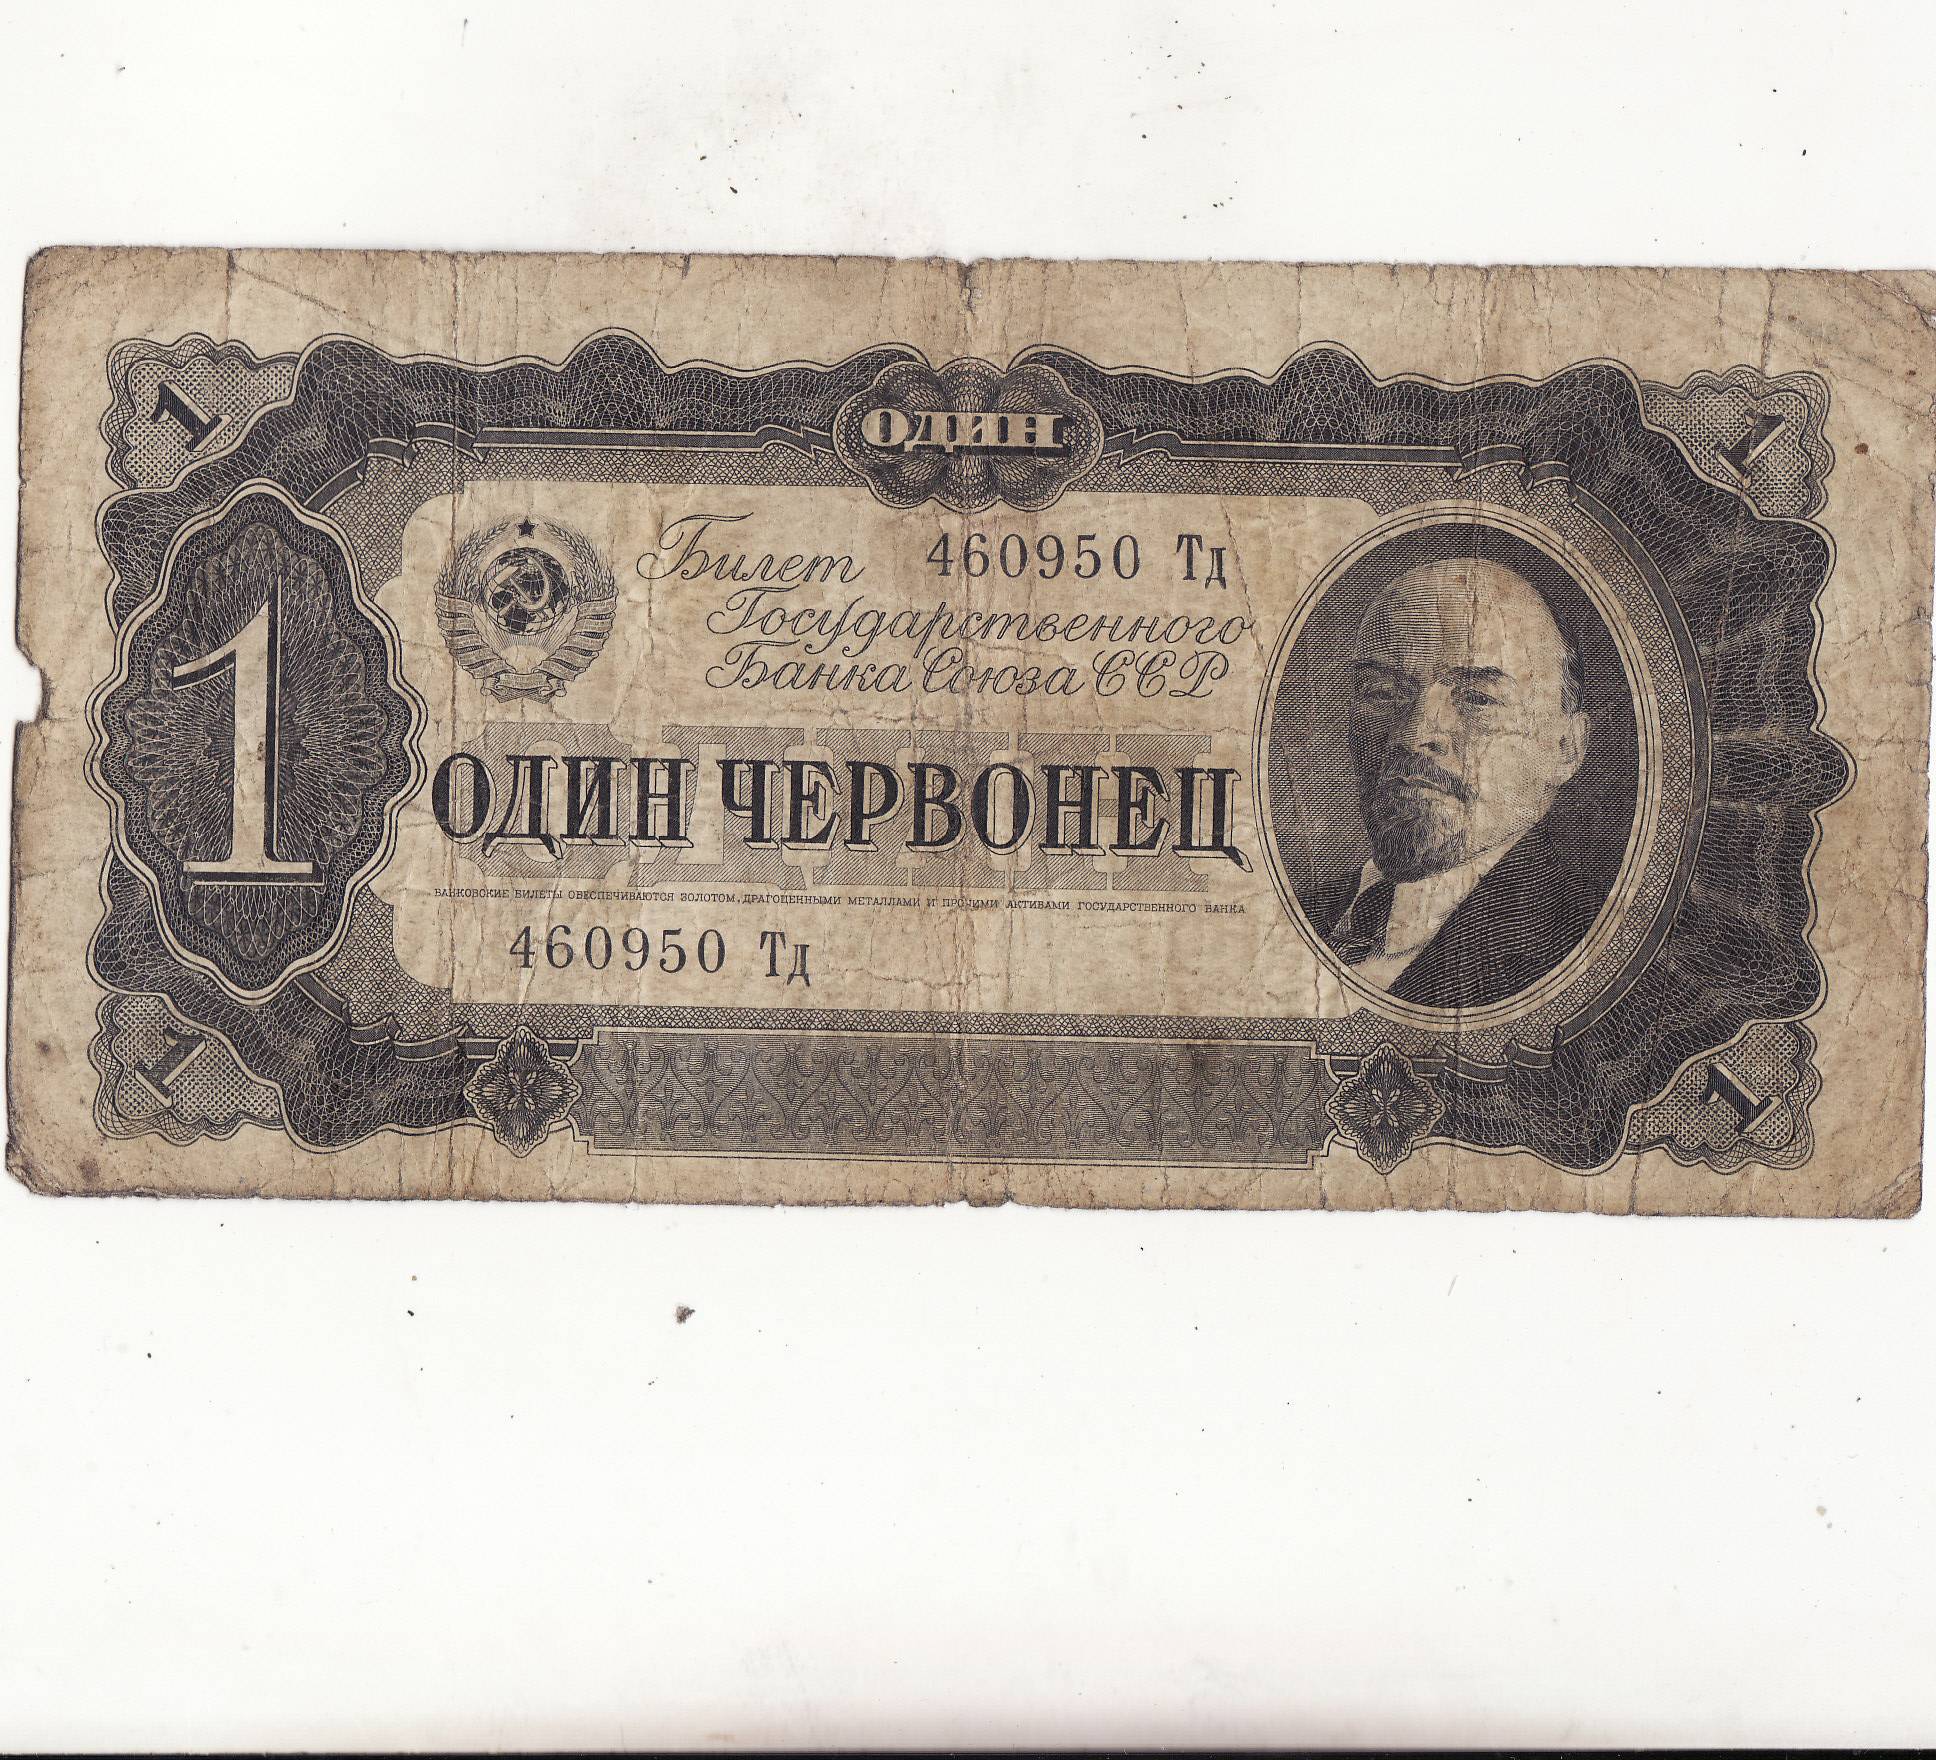 1 1
ОДИН
Билет 460950 Тд
Государственного
Банка Союза ССР
1
ОДИН
ОДИН ЧЕРВОНЕЦ
БАНКОВСКИЕ БИЛЕТЫ ОБЕСПЕЧИВАЮТСЯ ЗОЛОТОМ, ДРАГОЦЕННЫМИ МЕТАЛЛАМИ И ПРОЧИМИ АКТИВАМИ ГОСУДАРСТВЕННОГО БАНКА
460950 Тд
1 1